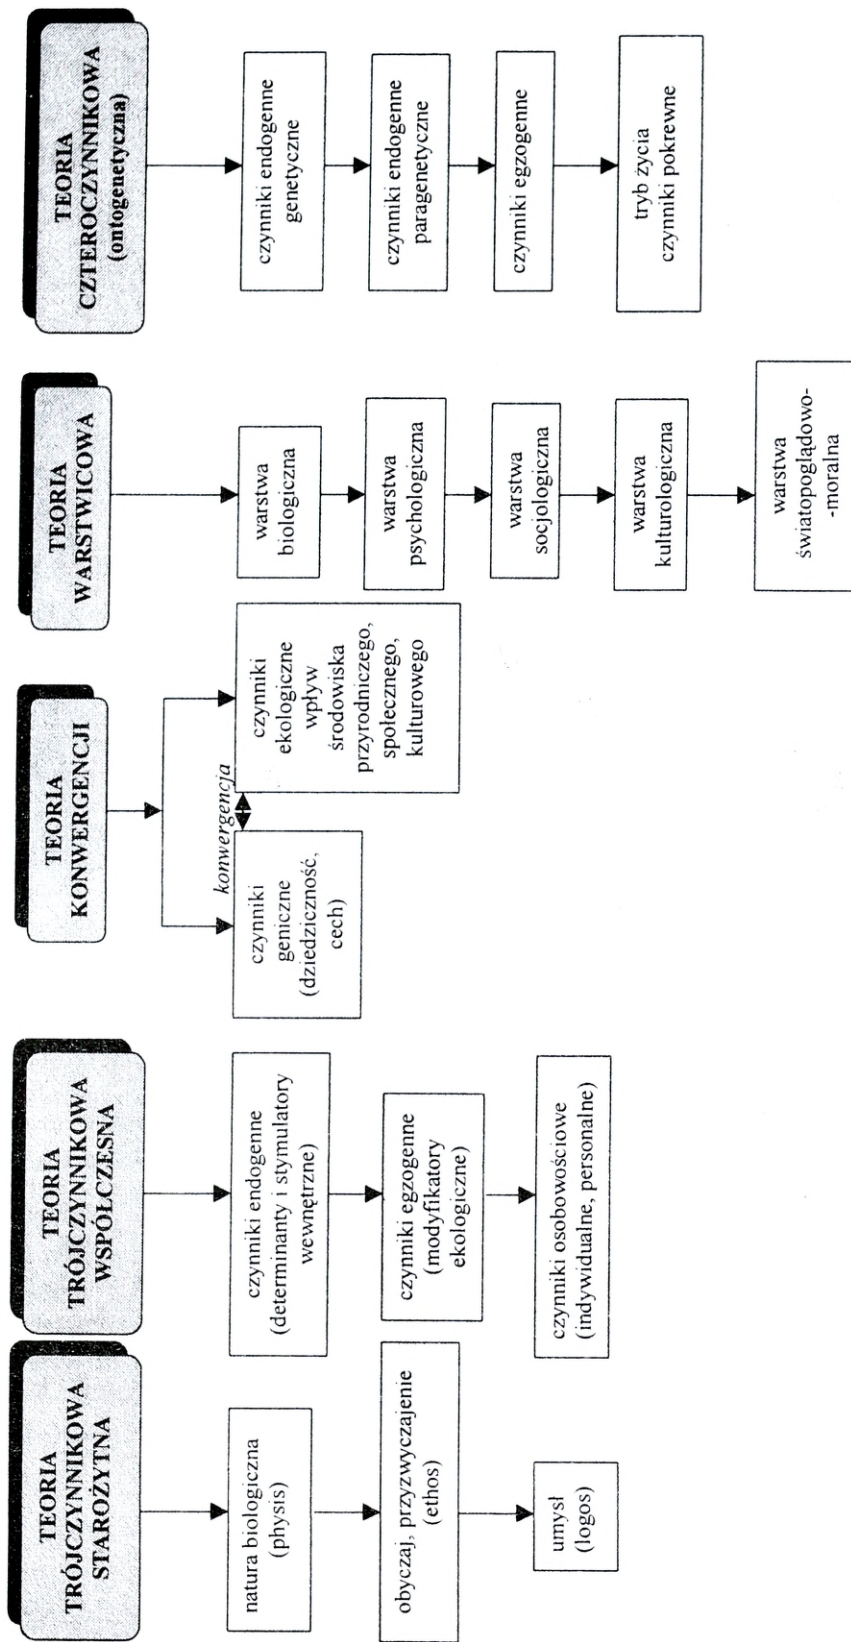 TEORIA
TRÓJCZYNNIKOWA
STAROŻYTNA
natura biologiczna
(physis)
obyczaj, przyzwyczajenie
(ethos)
umysł
(logos)
TEORIA
TRÓJCZYNNIKOWA
WSPÓŁCZESNA
czynniki endogenne
(determinanty i stymulatory
wewnętrzne)
czynniki egzogenne
(modyfikatory
ekologiczne)
czynniki osobowościowe
(indywidualne, personalne)
TEORIA
KONWERGENCJI
czynniki
geniczne
(dziedziczność,
cech)
konwergencja
czynniki
ekologiczne
wpływ
środowiska
przyrodniczego,
społecznego,
kulturowego
TEORIA
WARSTWICOWA
warstwa
biologiczna
warstwa
psychologiczna
warstwa
socjologiczna
warstwa
kulturologiczna
warstwa
światopoglądowo-
-moralna
TEORIA
CZTEROCZYNNIKOWA
(ontogenetyczna)
czynniki endogenne
genetyczne
czynniki endogenne
paragenetyczne
czynniki egzogenne
tryb życia
czynniki pokrewne